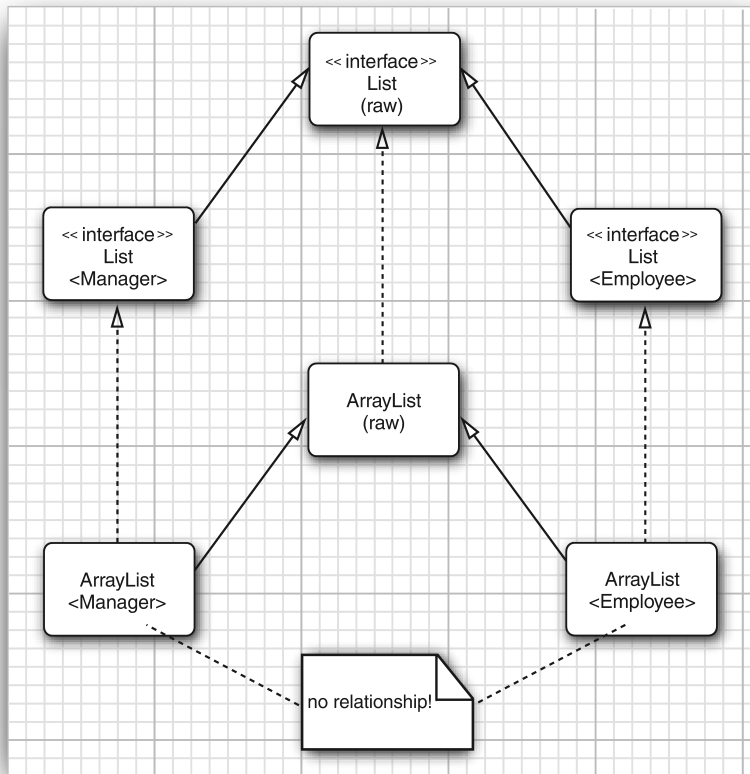 << interface >>
List
(raw)
<< interface >>
List
<Manager>
<< interface >>
List
<Employee>
ArrayList
(raw)
ArrayList
<Manager>
ArrayList
<Employee>
no relationship!